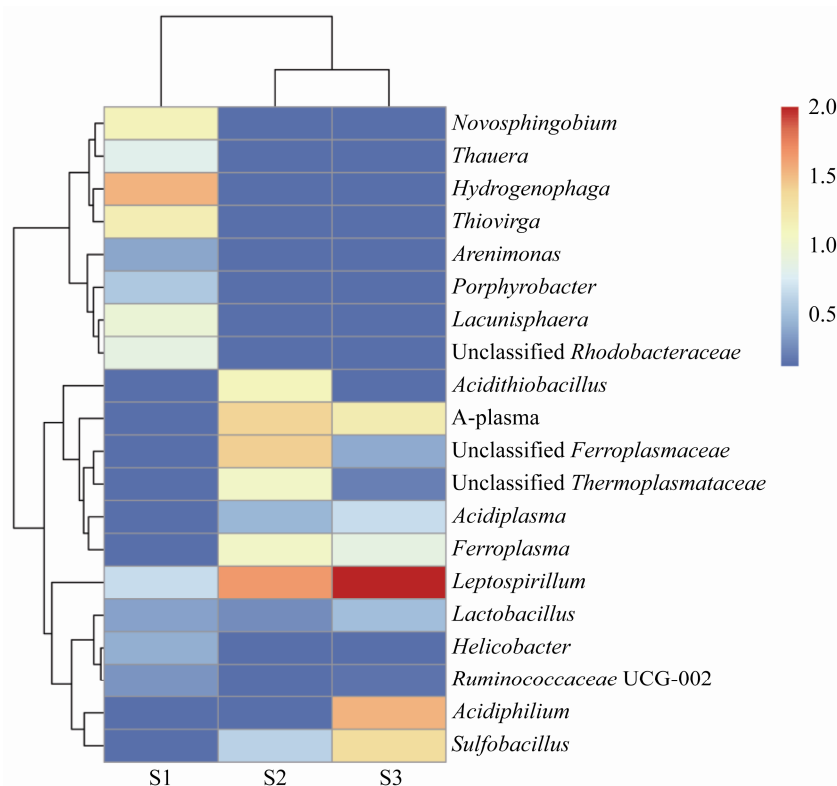 Novosphingobium
Thauera
Hydrogenophaga
Thiovirga
Arenimonas
Porphyrobacter
Lacunisphaera
Unclassified Rhodobacteraceae
Acidithiobacillus
A-plasma
Unclassified Ferroplasmaceae
Unclassified Thermoplasmataceae
Acidiplasma
Ferroplasma
Leptospirillum
Lactobacillus
Helicobacter
Ruminococcaceae UCG-002
Acidiphilium
Sulfobacillus
S1 S2 S3
2.0
1.5
1.0
0.5